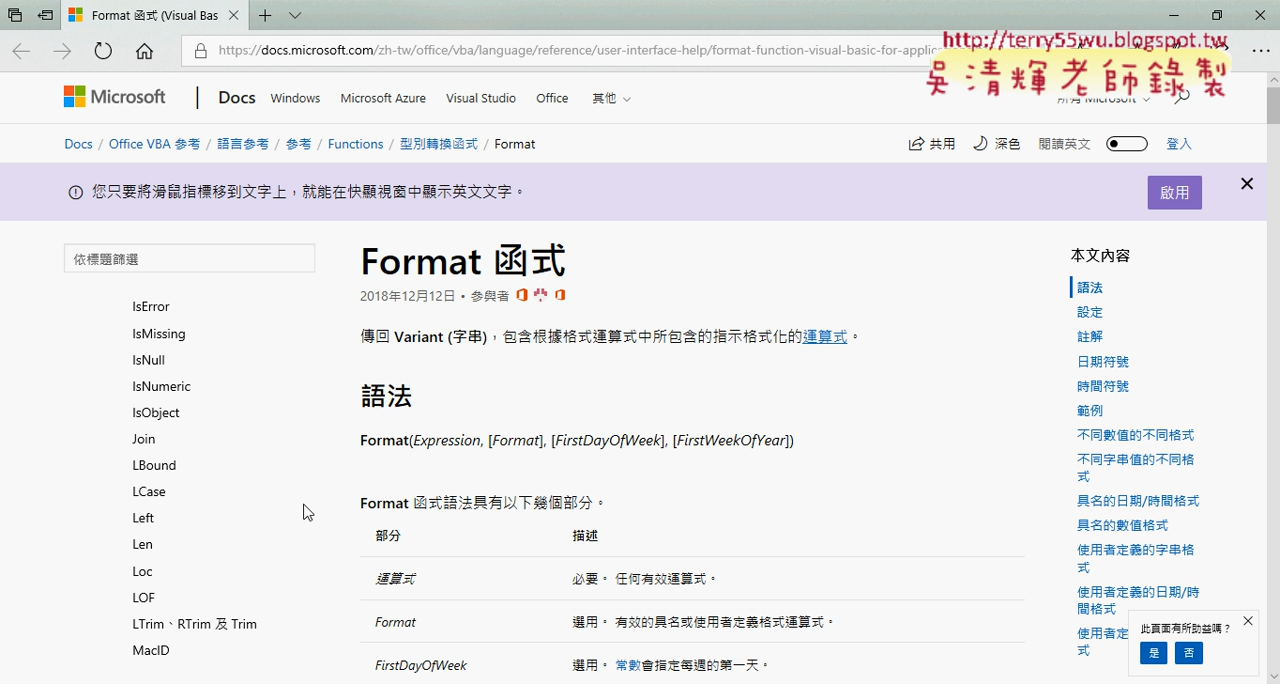 Format 函式 (Visual Bas
https://docs.microsoft.com/zh-tw/office/vba/language/reference/user-interface-help/format-function-visual-basic-for-applic
http://terry55wu.blogspot.tw
吳清輝老師錄製
Microsoft
Docs
Windows
Microsoft Azure
Visual Studio
Office
其他
所有 Microsoft
Docs / Office VBA 參考 / 語言參考 / 參考 / Functions / 型別轉換函式 / Format
共用
深色
閱讀英文
登入
您只要將滑鼠指標移到文字上，就能在快顯視窗中顯示英文文字。
啟用
依標題篩選
IsError
IsMissing
IsNull
IsNumeric
IsObject
Join
LBound
LCase
Left
Len
Loc
LOF
LTrim、RTrim 及 Trim
MacID
Format 函式
2018年12月12日 • 參與者
傳回 Variant (字串)，包含根據格式運算式中所包含的指示格式化的運算式。
語法
Format(Expression, [Format], [FirstDayOfWeek], [FirstWeekOfYear])
Format 函式語法具有以下幾個部分。
部分 描述
運算式 必要。 任何有效運算式。
Format 選用。 有效的具名或使用者定義格式運算式。
FirstDayOfWeek 選用。 常數會指定每週的第一天。
本文內容
語法
設定
註解
日期符號
時間符號
範例
不同數值的不同格式
不同字串值的不同格
式
具名的日期/時間格式
具名的數值格式
使用者定義的字串格
式
使用者定義的日期/時
間格式
使用者定
式
此頁面有所助益嗎？
是
否